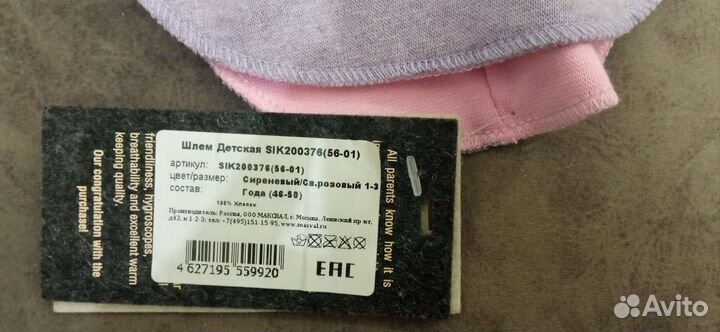 Шлем Детская SIK200376(56-01)
артикул: SIK200376(56-01)
цвет/размер: Сиреневый/Св.розовый 1-3
состав: Года (46-50)
100% Хлопок
Производитель: Россия, ООО МАКСВАЛ, г. Москва, Ленинский пр-кт,
д42, к 1-2-3; тел: +7(495)151-15-95, www.maxval.ru
4 627195 559920
EAC
All parents know how it is
friendliness, hygroscopes,
breathability and excellent warm
keeping quality.
Our congratulation with the
purchase!
Avito